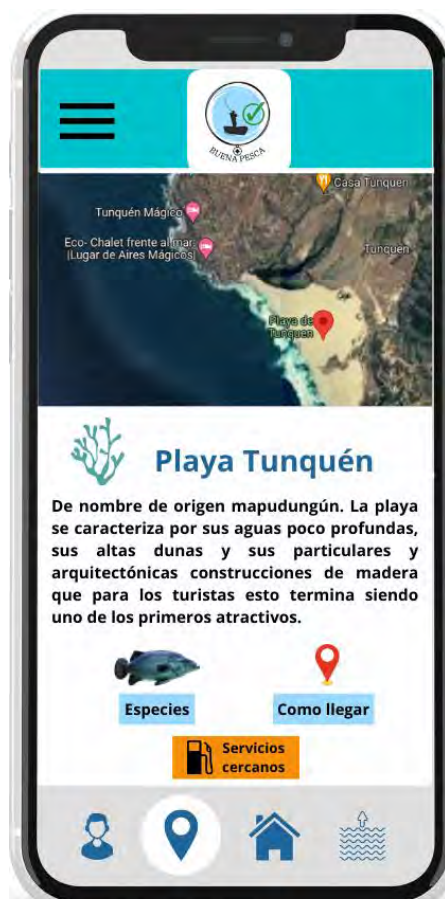 BUENA PESCA
Casa Tunquen
Tunquén Mágico
Eco- Chalet frente al mar
(Lugar de Aires Mágicos)
Tunquen
Playa de
Tunquen
Playa Tunquén
De nombre de origen mapudungún. La playa
se caracteriza por sus aguas poco profundas,
sus altas dunas y sus particulares y
arquitectónicas construcciones de madera
que para los turistas esto termina siendo
uno de los primeros atractivos.
Especies
Como llegar
Servicios
cercanos